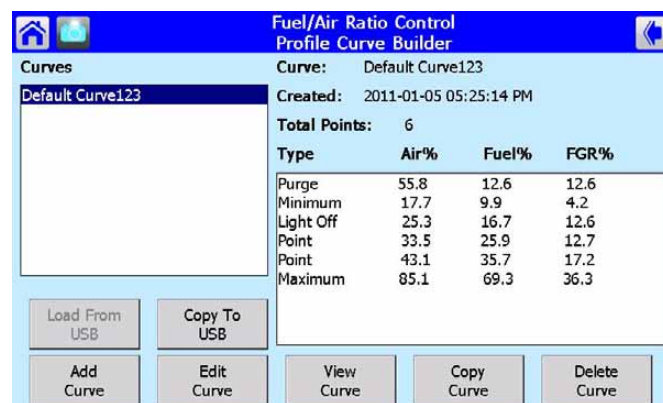 Fuel/Air Ratio Control
Profile Curve Builder
Curves
Default Curve123
Curve: Default Curve123
Created: 2011-01-05 05:25:14 PM
Total Points: 6
Type Air% Fuel% FGR%
Purge 55.8 12.6 12.6
Minimum 17.7 9.9 4.2
Light Off 25.3 16.7 12.6
Point 33.5 25.9 12.7
Point 43.1 35.7 17.2
Maximum 85.1 69.3 36.3
Load From
USB
Copy To
USB
Add
Curve
Edit
Curve
View
Curve
Copy
Curve
Delete
Curve